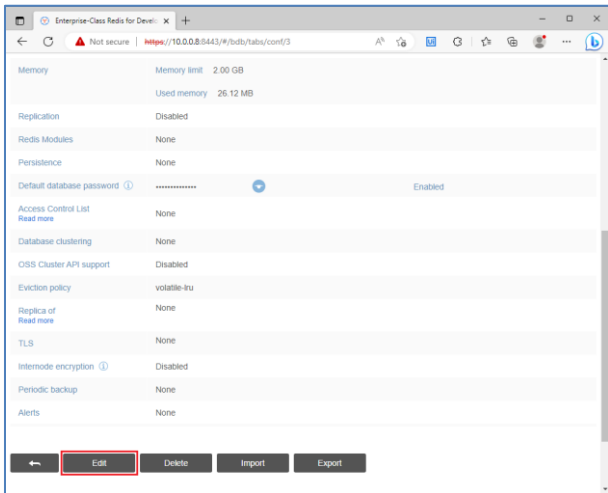 Enterprise-Class Redis for Develo
Not secure https://10.0.0.8:8443/#/bdb/tabs/conf/3
Memory Memory limit 2.00 GB
Used memory 26.12 MB
Replication Disabled
Redis Modules None
Persistence None
Default database password •••••••••••••• Enabled
Access Control List None
Read more
Database clustering None
OSS Cluster API support Disabled
Eviction policy volatile-lru
Replica of None
Read more
TLS None
Internode encryption Disabled
Periodic backup None
Alerts None
Edit Delete Import Export